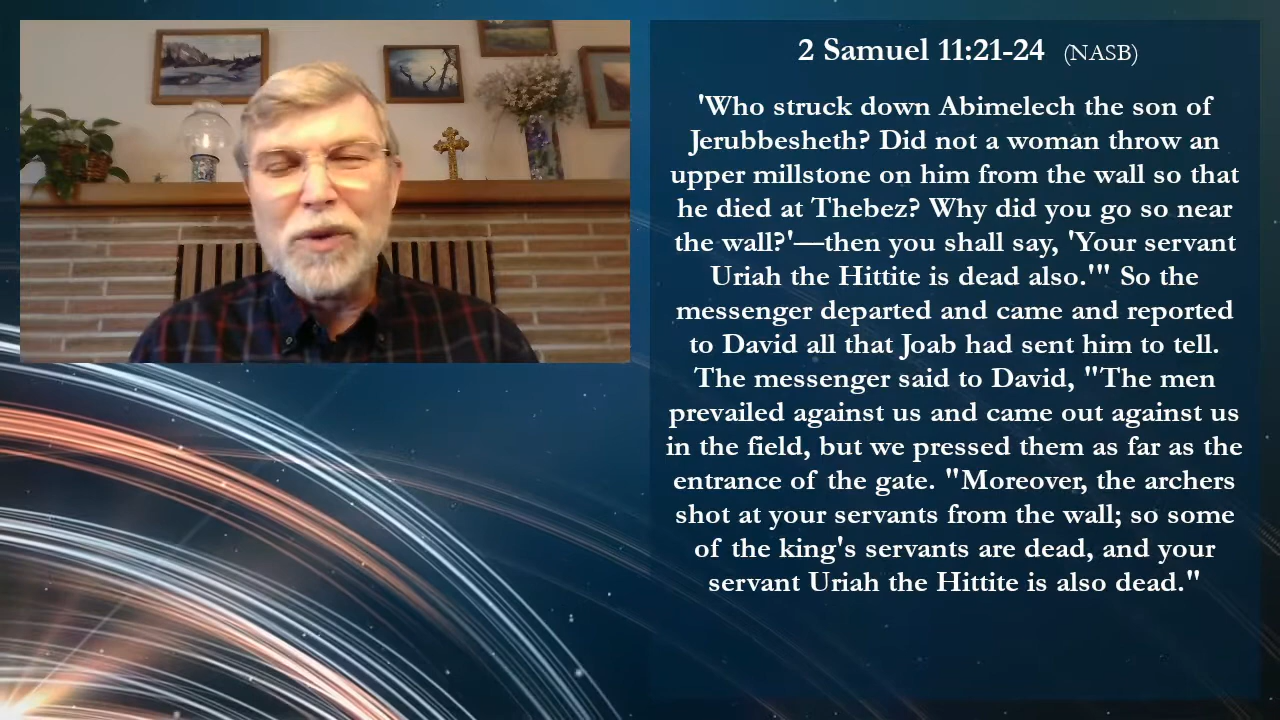 2 Samuel 11:21-24 (NASB)
'Who struck down Abimelech the son of
Jerubbesheth? Did not a woman throw an
upper millstone on him from the wall so that
he died at Thebez? Why did you go so near
the wall?'—then you shall say, 'Your servant
Uriah the Hittite is dead also.'" So the
messenger departed and came and reported
to David all that Joab had sent him to tell.
The messenger said to David, "The men
prevailed against us and came out against us
in the field, but we pressed them as far as the
entrance of the gate. "Moreover, the archers
shot at your servants from the wall; so some
of the king's servants are dead, and your
servant Uriah the Hittite is also dead."